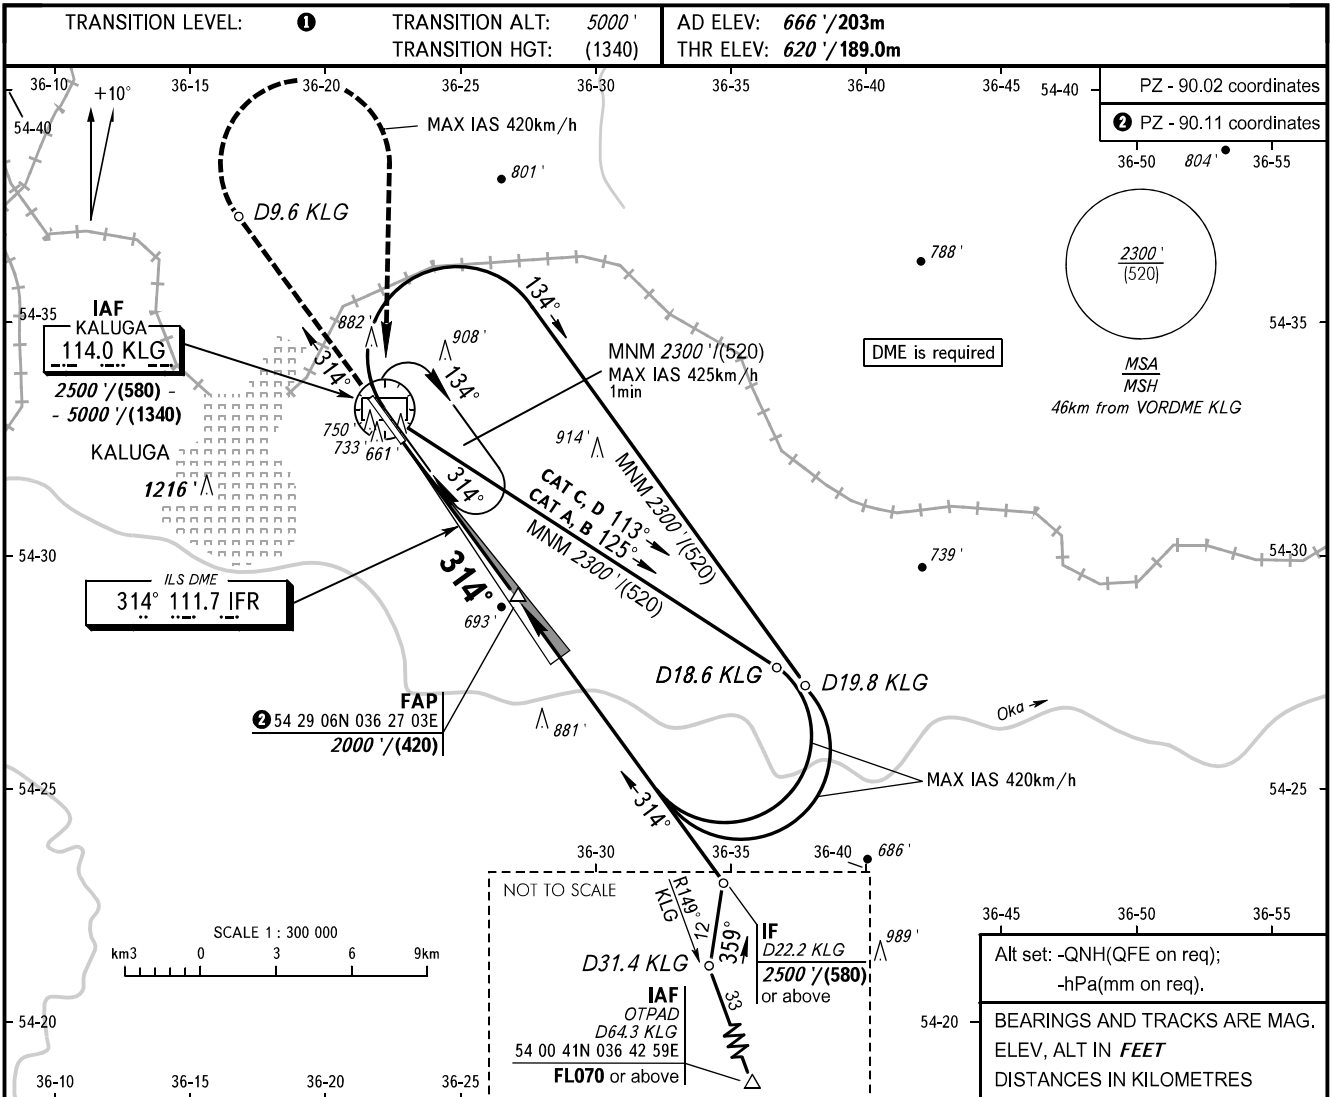 TRANSITION LEVEL: ❶
TRANSITION ALT: 5000 '
TRANSITION HGT: (1340)
AD ELEV: 666 '/203m
THR ELEV: 620 '/189.0m
36-10
36-15
36-20
36-25
36-30
36-35
36-40
36-45
54-40
PZ - 90.02 coordinates
❷ PZ - 90.11 coordinates
+10°
54-40
MAX IAS 420km/h
801 '
36-50
804 '
36-55
D9.6 KLG
788 '
2300 '
(520)
IAF
KALUGA
114.0 KLG
2500 '/(580) -
- 5000 '/(1340)
54-35
882 '
908 '
134°
314°
134°
MNM 2300 '/(520)
MAX IAS 425km/h
1min
DME is required
54-35
MSA
MSH
46km from VORDME KLG
KALUGA
1216 '
750 '
733 '
661 '
314°
914 '
MNM 2300 '/(520)
CAT C, D 113°
CAT A, B 125°
MNM 2300 '/(520)
54-30
739 '
54-30
ILS DME
314° 111.7 IFR
314°
693 '
D18.6 KLG
D19.8 KLG
FAP
❷ 54 29 06N 036 27 03E
2000 '/(420)
881 '
Oka
54-25
314°
MAX IAS 420km/h
54-25
36-30
36-35
36-40
686 '
NOT TO SCALE
R149°
KLG
12
359°
IF
D22.2 KLG
2500 '/(580)
or above
989 '
36-45
36-50
36-55
SCALE 1 : 300 000
km3 0 3 6 9km
D31.4 KLG
33
IAF
OTPAD
D64.3 KLG
54 00 41N 036 42 59E
FL070 or above
Alt set: -QNH(QFE on req);
-hPa(mm on req).
54-20
54-20
BEARINGS AND TRACKS ARE MAG.
ELEV, ALT IN FEET
DISTANCES IN KILOMETRES
36-10
36-15
36-20
36-25